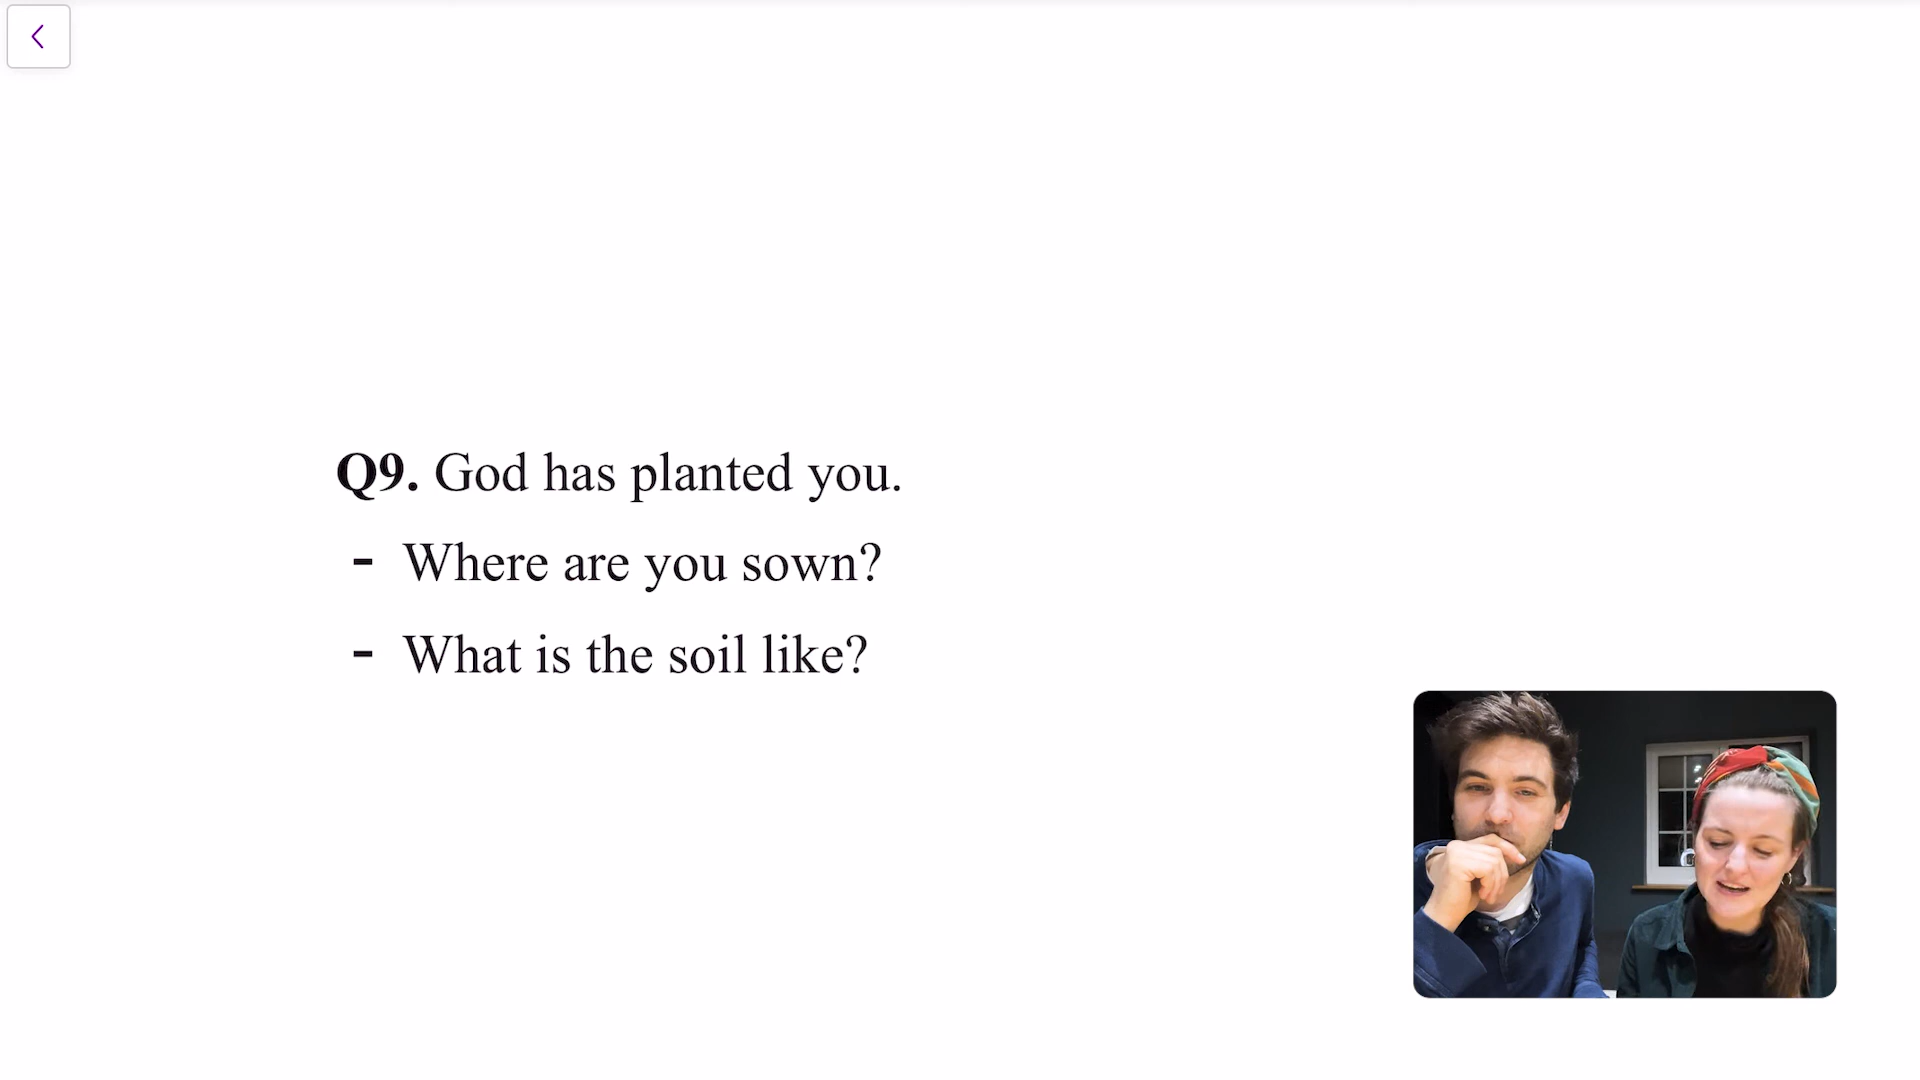 Q9. God has planted you.
- Where are you sown?
- What is the soil like?